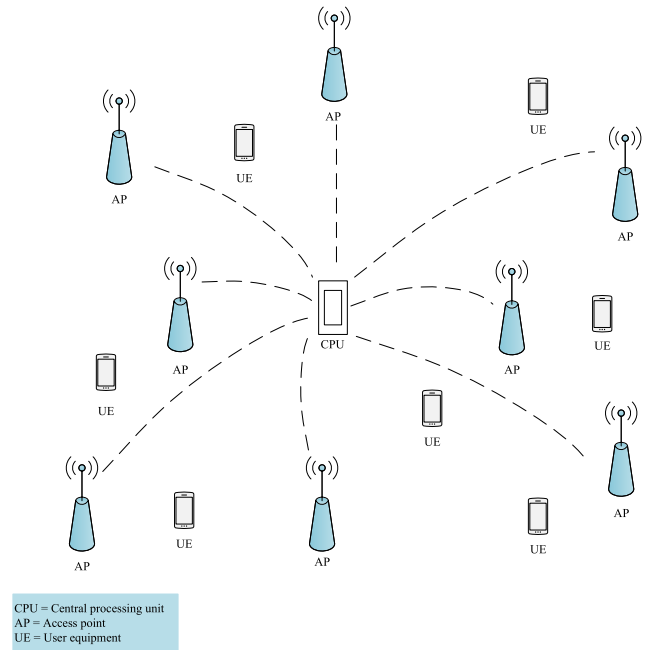 AP
UE
UE
AP
AP
CPU
UE
AP
AP
UE
UE
AP
UE
UE
AP
AP
CPU = Central processing unit
AP = Access point
UE = User equipment